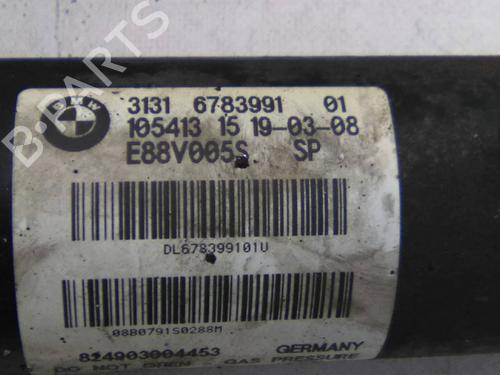 B-PARTS
BMW
3131 6783991 01
105413 15 19-03-08
E88V005S SP
DL678399101U
08B0791S0288M
824903004453 GERMANY
DO NOT OPEN - GAS PRESSURE